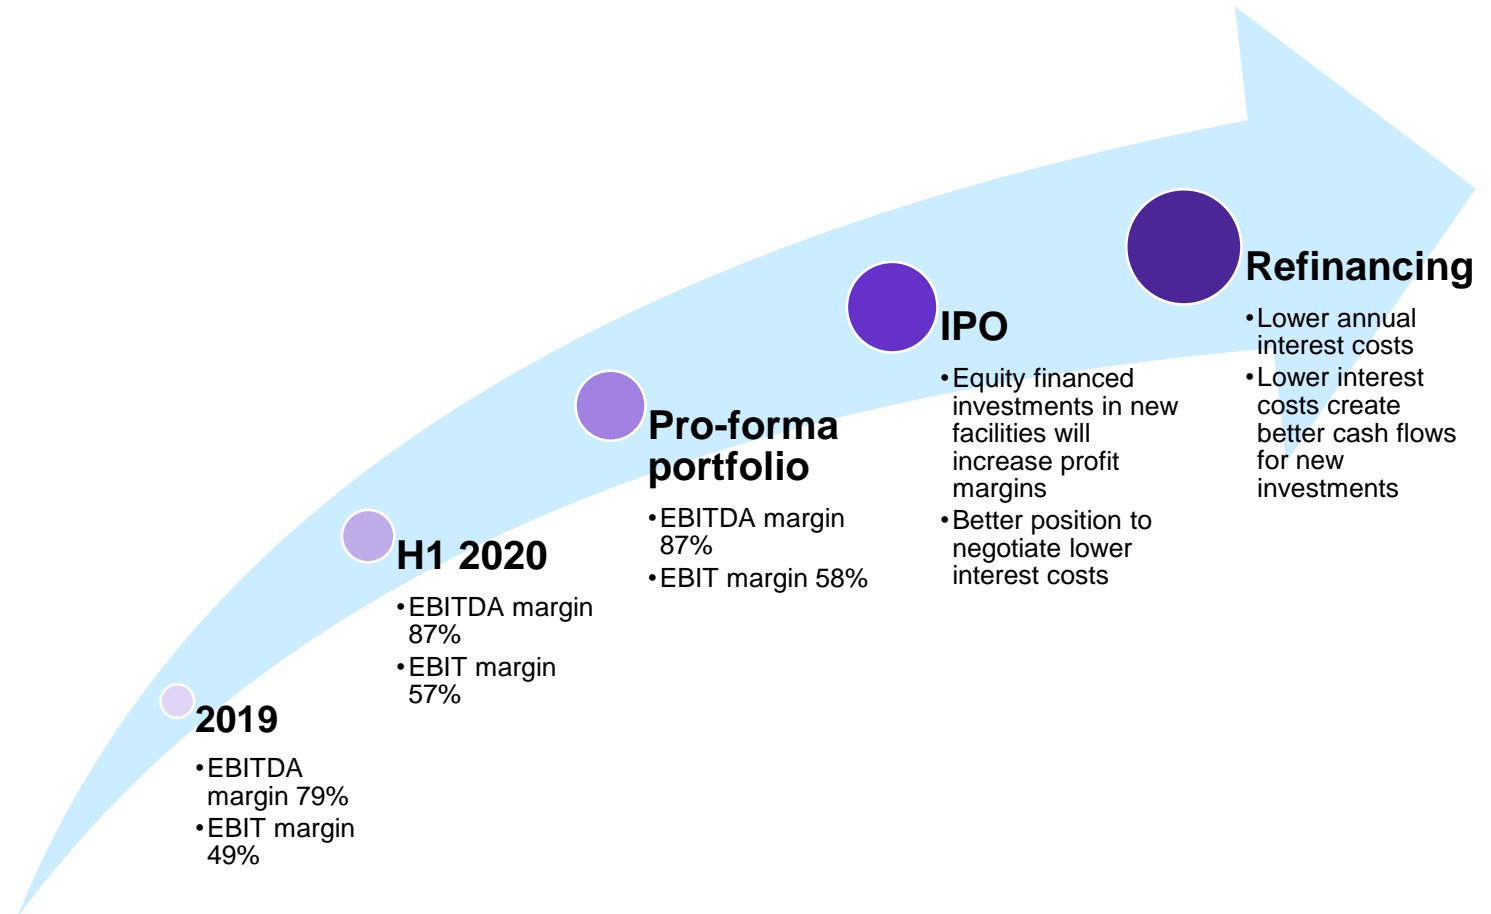 2019
•EBITDA
margin 79%
•EBIT margin
49%
H1 2020
•EBITDA margin
87%
•EBIT margin
57%
Pro-forma
portfolio
•EBITDA margin
87%
•EBIT margin 58%
IPO
•Equity financed
investments in new
facilities will
increase profit
margins
•Better position to
negotiate lower
interest costs
Refinancing
•Lower annual
interest costs
•Lower interest
costs create
better cash flows
for new
investments